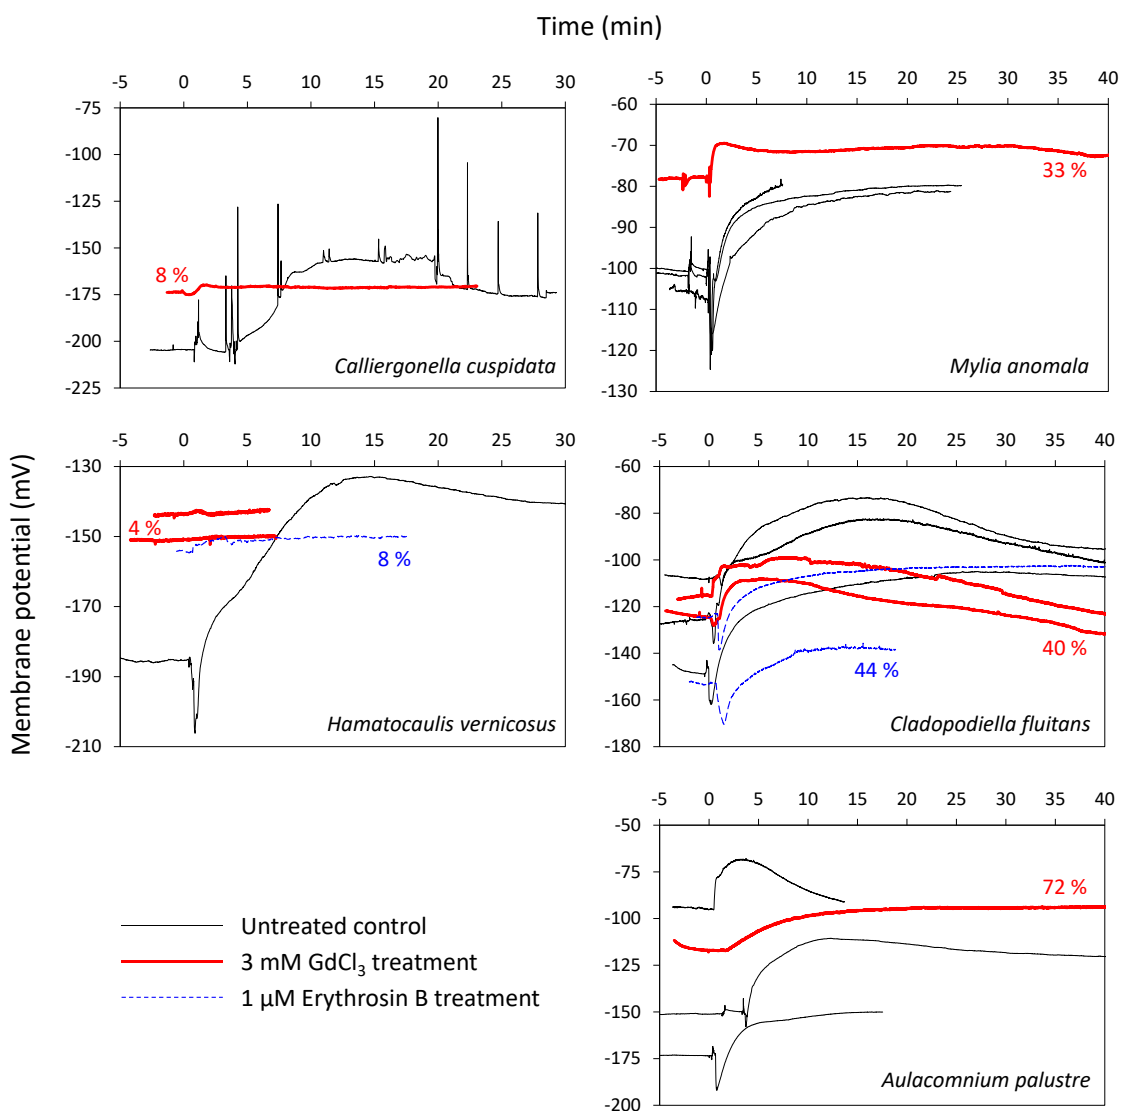 Time (min)
Membrane potential (mV)
-5 0 5 10 15 20 25 30
-75
-100
-125
-150
-175
-200
-225
8 %
Calliergonella cuspidata
-5 0 5 10 15 20 25 30 35 40
-60
-70
-80
-90
-100
-110
-120
-130
33 %
Mylia anomala
-5 0 5 10 15 20 25 30
-130
-150
-170
-190
-210
4 %
8 %
Hamatocaulis vernicosus
-5 0 5 10 15 20 25 30 35 40
-60
-80
-100
-120
-140
-160
-180
40 %
44 %
Cladopodiella fluitans
-5 0 5 10 15 20 25 30 35 40
-50
-75
-100
-125
-150
-175
-200
72 %
Aulacomnium palustre
Untreated control
3 mM GdCl₃ treatment
1 µM Erythrosin B treatment